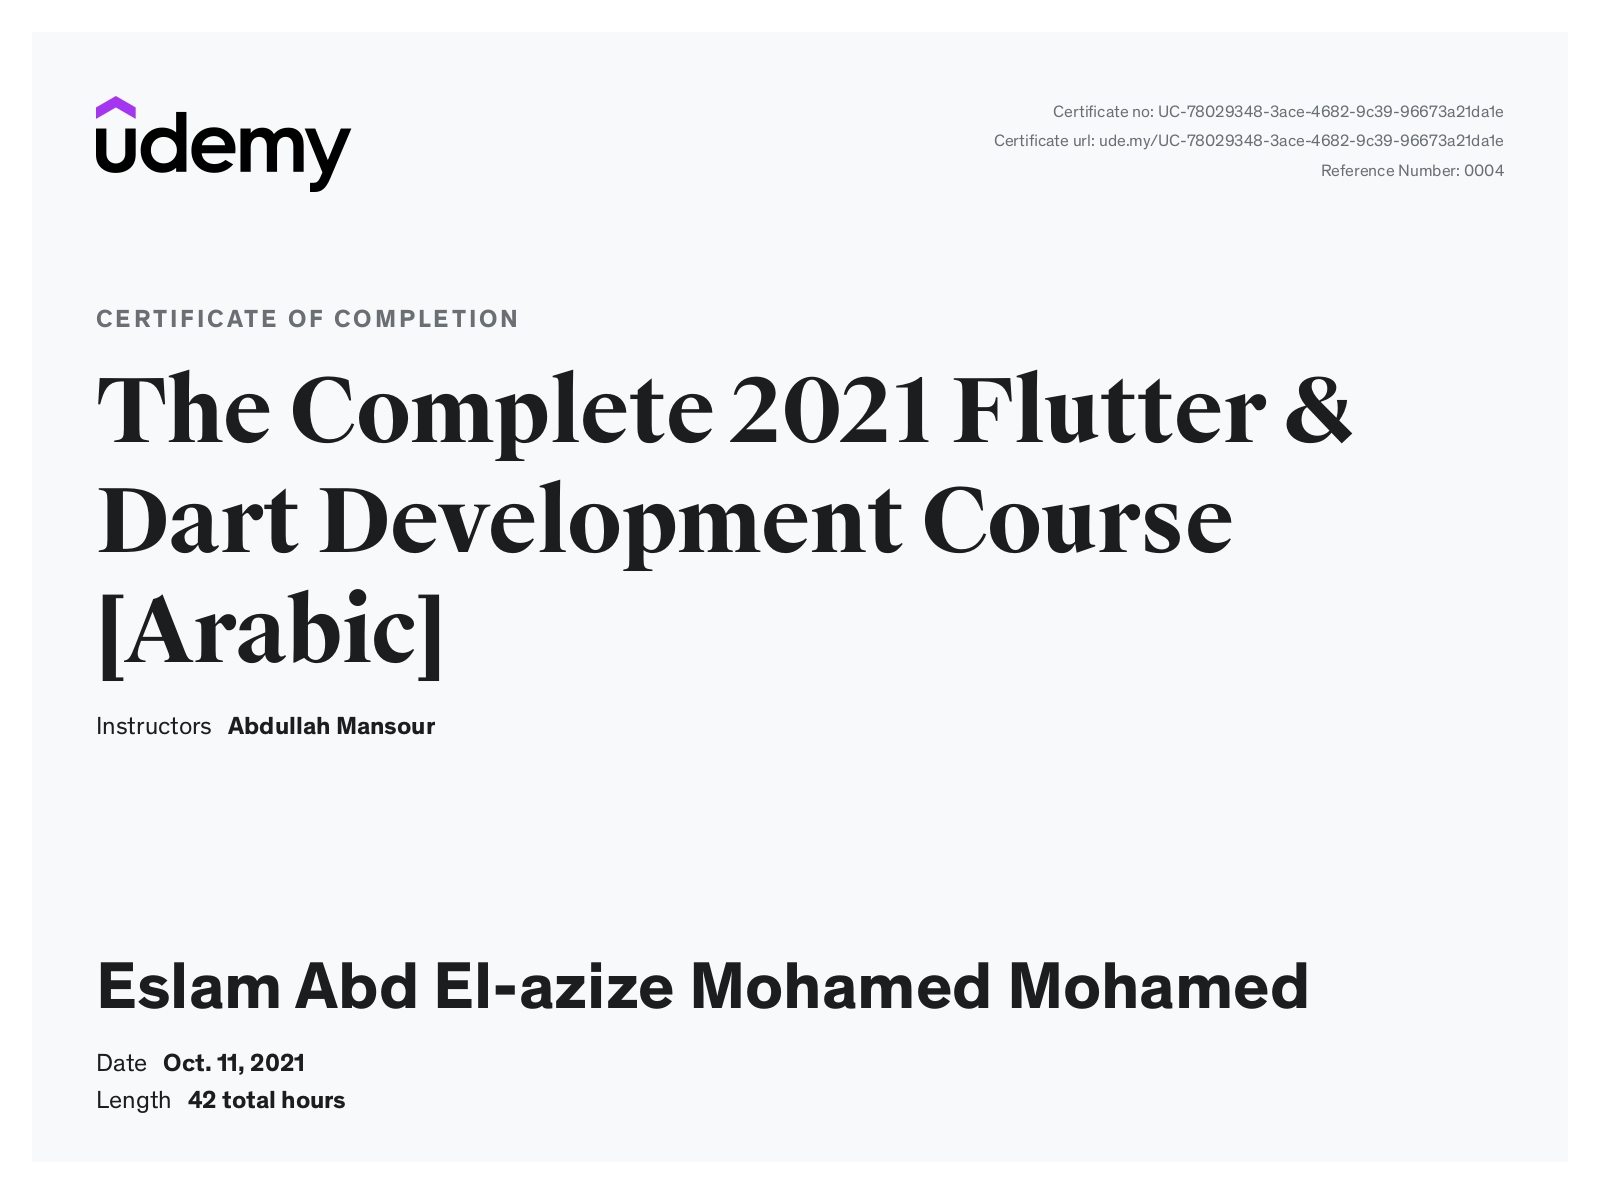 udemy
Certificate no: UC-78029348-3ace-4682-9c39-96673a21da1e
Certificate url: ude.my/UC-78029348-3ace-4682-9c39-96673a21da1e
Reference Number: 0004
CERTIFICATE OF COMPLETION
The Complete 2021 Flutter &
Dart Development Course
[Arabic]
Instructors Abdullah Mansour
Eslam Abd El-azize Mohamed Mohamed
Date Oct. 11, 2021
Length 42 total hours